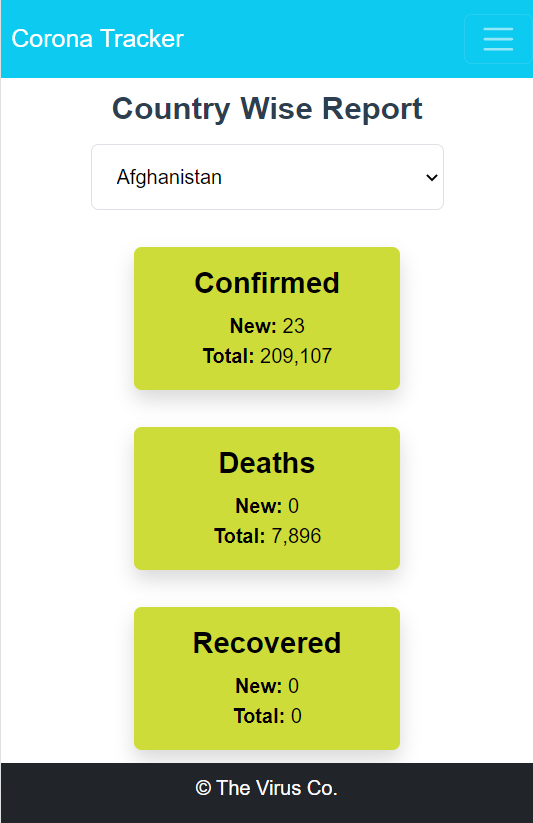 Corona Tracker
Country Wise Report
Afghanistan
Confirmed
New: 23
Total: 209,107
Deaths
New: 0
Total: 7,896
Recovered
New: 0
Total: 0
© The Virus Co.